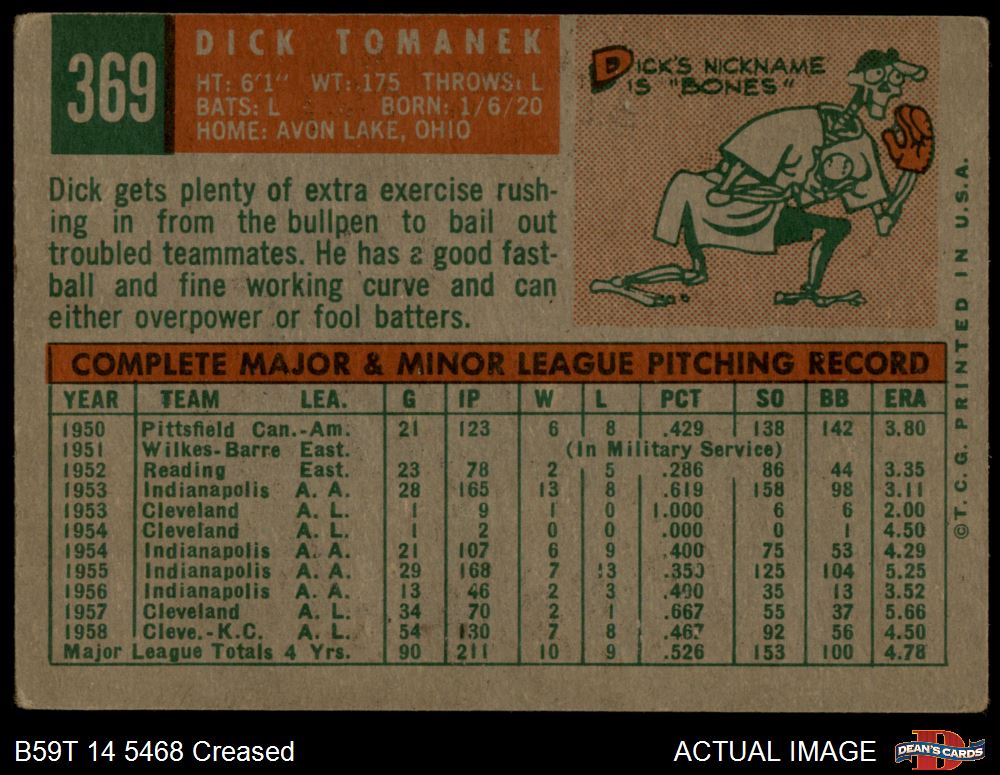 369
DICK TOMANEK
HT: 6'1" WT: 175 THROWS: L
BATS: L BORN: 1/6/20
HOME: AVON LAKE, OHIO
DICK'S NICKNAME
IS "BONES"
Dick gets plenty of extra exercise rush-
ing in from the bullpen to bail out
troubled teammates. He has a good fast-
ball and fine working curve and can
either overpower or fool batters.
COMPLETE MAJOR & MINOR LEAGUE PITCHING RECORD
YEAR TEAM LEA. G IP W L PCT SO BB ERA
1950 Pittsfield Can.-Am. 21 123 6 8 .429 138 142 3.80
1951 Wilkes-Barre East. (In Military Service)
1952 Reading East. 23 78 2 5 .286 86 44 3.35
1953 Indianapolis A. A. 28 165 13 8 .619 158 98 3.11
1953 Cleveland A. L. 1 9 1 0 1.000 6 6 2.00
1954 Cleveland A. L. 1 2 0 0 .000 0 1 4.50
1954 Indianapolis A. A. 21 107 6 9 .400 75 53 4.29
1955 Indianapolis A. A. 29 168 7 13 .350 125 104 5.25
1956 Indianapolis A. A. 13 46 2 3 .400 35 13 3.52
1957 Cleveland A. L. 34 70 2 1 .667 55 37 5.66
1958 Cleve.-K.C. A. L. 54 130 7 8 .467 92 56 4.50
Major League Totals 4 Yrs. 90 211 10 9 .526 153 100 4.78
©T.C.G. PRINTED IN U.S.A.
B59T 14 5468 Creased
ACTUAL IMAGE
D
DEAN'S CARDS